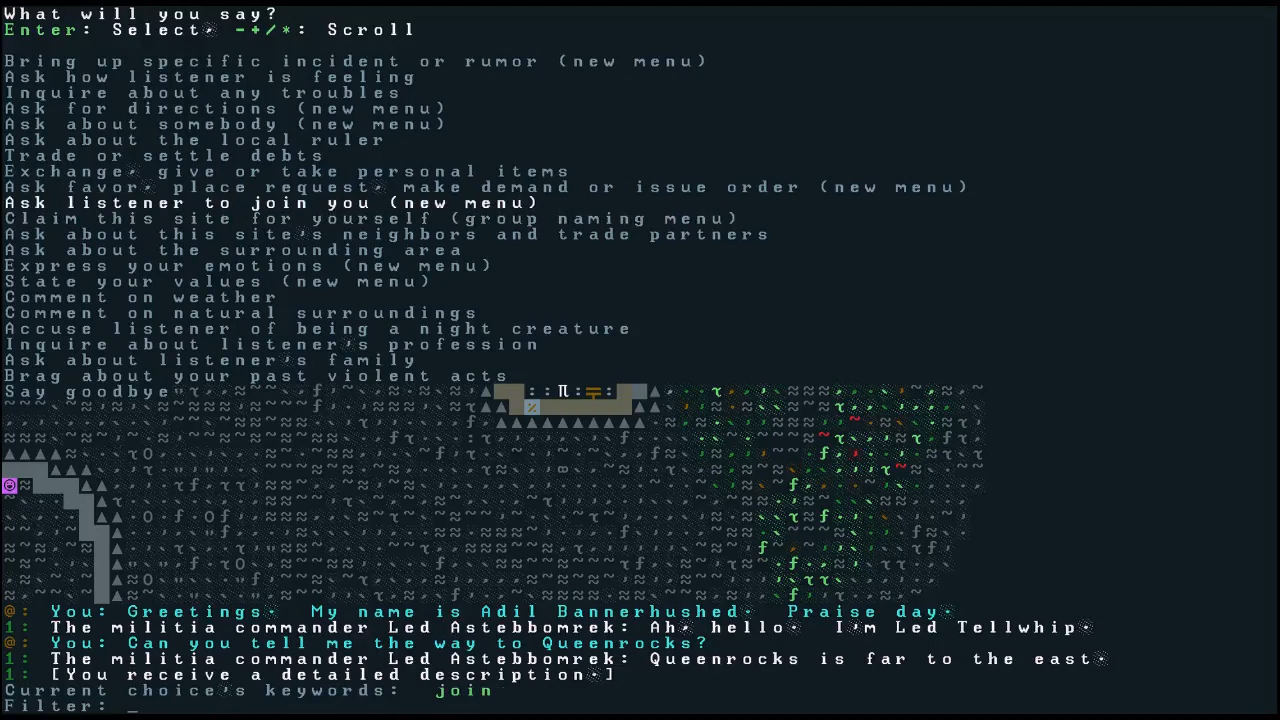 What will you say?
Enter: Select, -+/*: Scroll
Bring up specific incident or rumor (new menu)
Ask how listener is feeling
Inquire about any troubles
Ask for directions (new menu)
Ask about somebody (new menu)
Ask about the local ruler
Trade or settle debts
Exchange, give or take personal items
Ask favor, place request, make demand or issue order (new menu)
Ask listener to join you (new menu)
Claim this site for yourself (group naming menu)
Ask about this site's neighbors and trade partners
Ask about the surrounding area
Express your emotions (new menu)
State your values (new menu)
Comment on weather
Comment on natural surroundings
Accuse listener of being a night creature
Inquire about listener's profession
Ask about listener's family
Brag about your past violent acts
Say goodbye
@: You: Greetings. My name is Adil Bannerhushed. Praise day.
1: The militia commander Led Astebbomrek: Ah, hello. I'm Led Tellwhip.
@: You: Can you tell me the way to Queenrocks?
1: The militia commander Led Astebbomrek: Queenrocks is far to the east.
1: [You receive a detailed description.]
Current choice's keywords: join
Filter: _